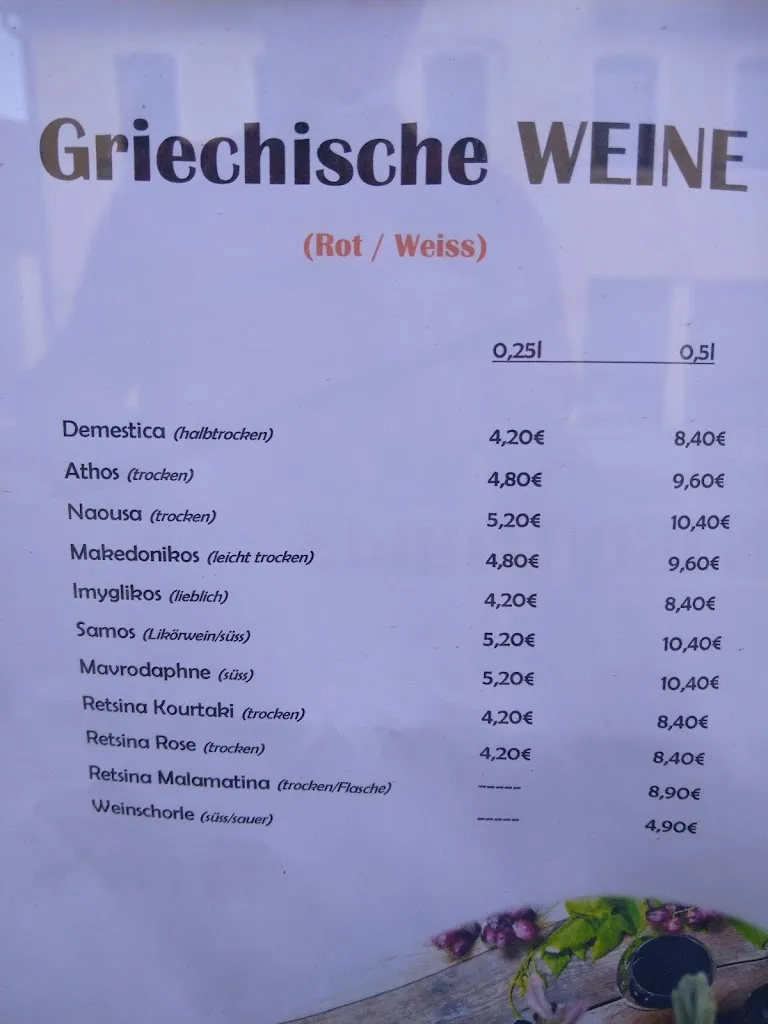 Griechische WEINE
(Rot / Weiss)
0,25l 0,5l
Demestica (halbtrocken) 4,20€ 8,40€
Athos (trocken) 4,80€ 9,60€
Naousa (trocken) 5,20€ 10,40€
Makedonikos (leicht trocken) 4,80€ 9,60€
Imyglikos (lieblich) 4,20€ 8,40€
Samos (Likörwein/süss) 5,20€ 10,40€
Mavrodaphne (süss) 5,20€ 10,40€
Retsina Kourtaki (trocken) 4,20€ 8,40€
Retsina Rose (trocken) 4,20€ 8,40€
Retsina Malamatina (trocken/Flasche) ----- 8,90€
Weinschorle (süss/sauer) ----- 4,90€